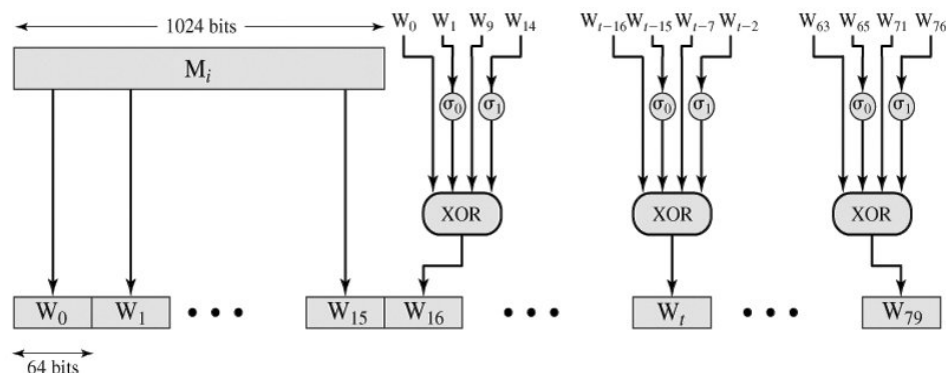 1024 bits
W₀ W₁ W₉ W₁₄
Wₜ₋₁₆ Wₜ₋₁₅ Wₜ₋₇ Wₜ₋₂
W₆₃ W₆₅ W₇₁ W₇₆
Mᵢ
σ₀ σ₁ σ₀ σ₁ σ₀ σ₁
XOR XOR XOR
W₀ W₁ • • • W₁₅ W₁₆ • • • Wₜ • • • W₇₉
64 bits